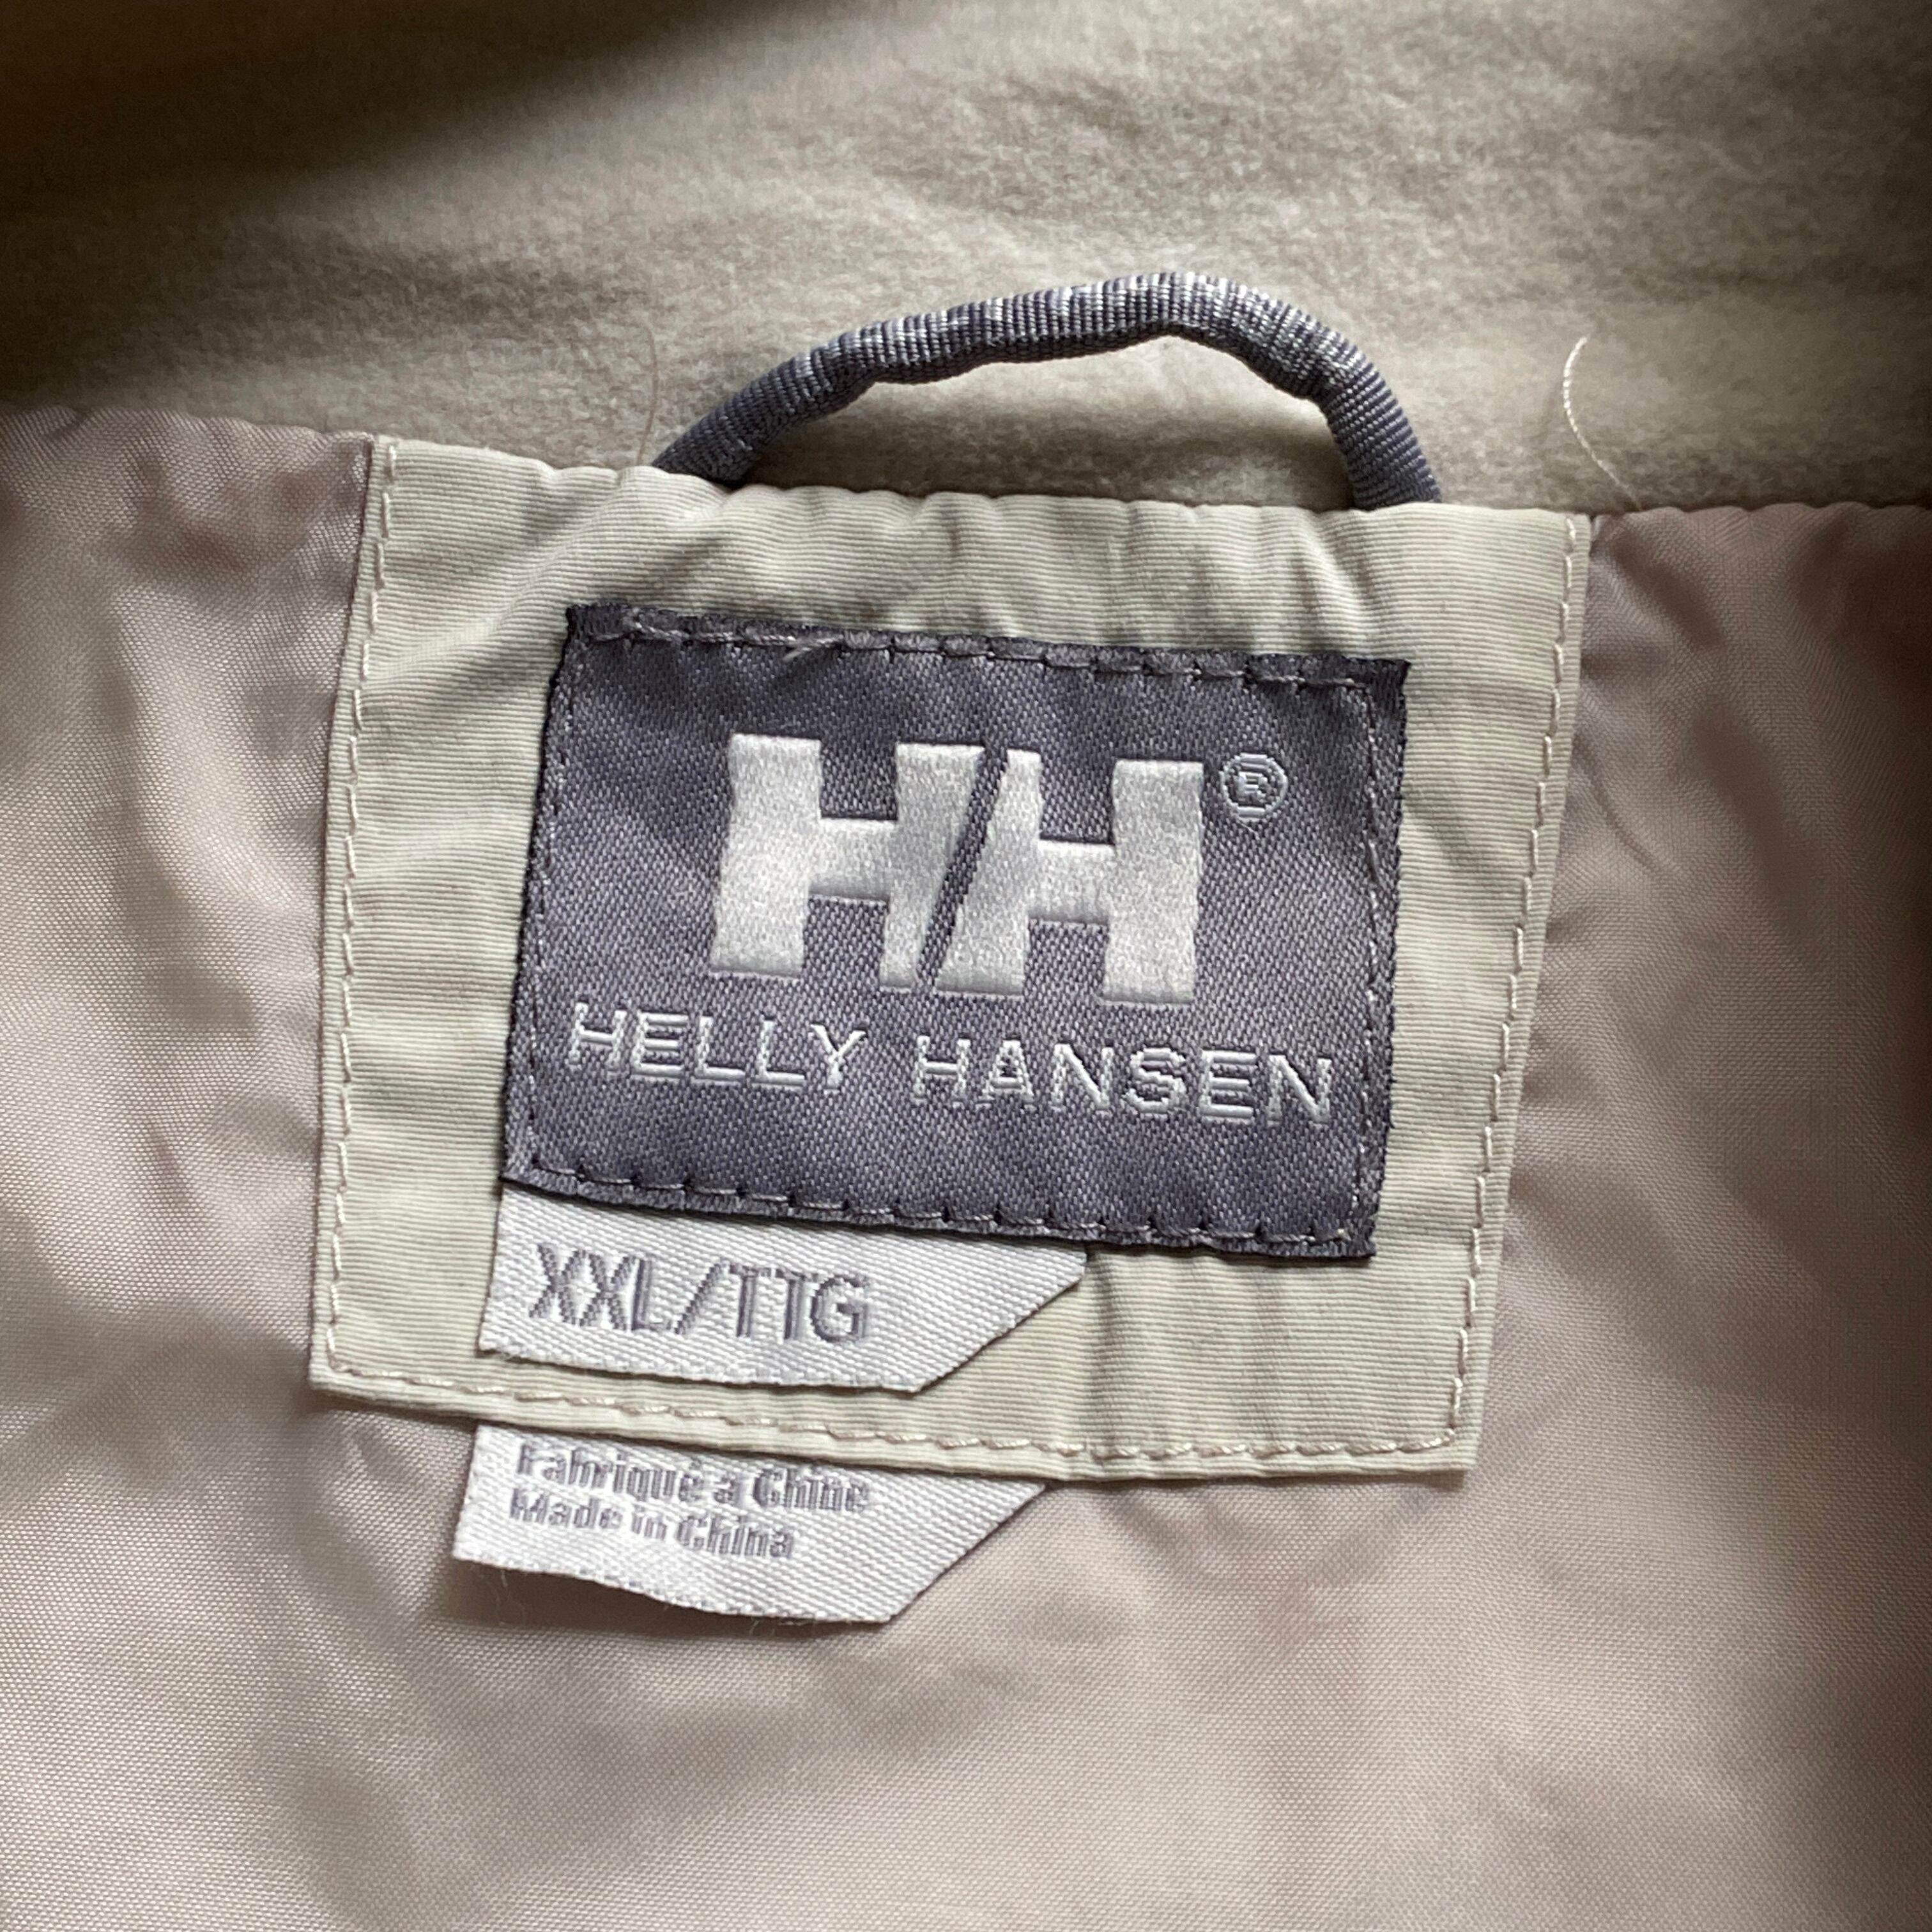 HH®
HELLY HANSEN
XXL/TTG
Fabriqué a Chine
Made in China